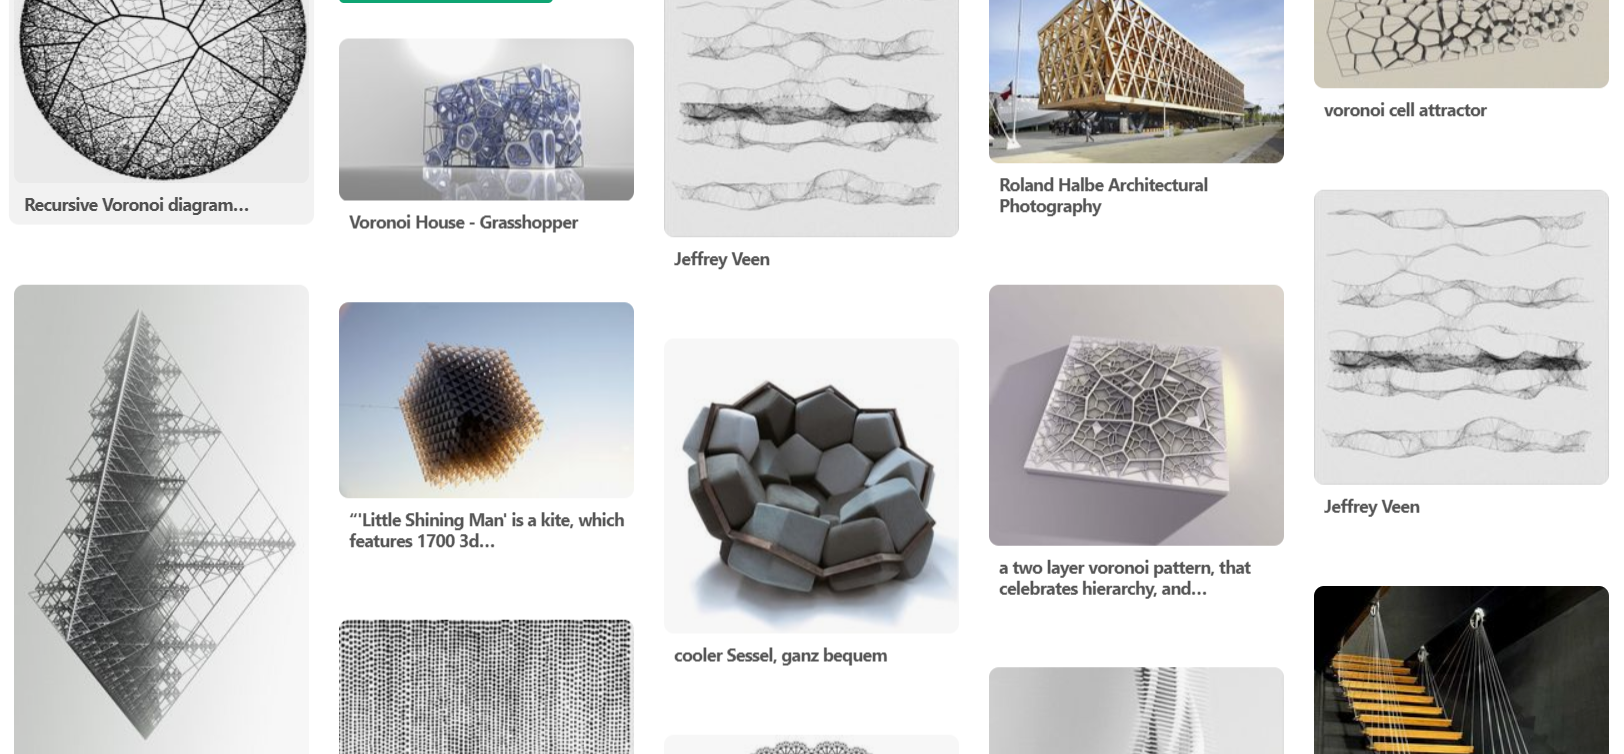 Recursive Voronoi diagram…
Voronoi House - Grasshopper
Jeffrey Veen
Roland Halbe Architectural
Photography
voronoi cell attractor
“'Little Shining Man' is a kite, which
features 1700 3d…
cooler Sessel, ganz bequem
a two layer voronoi pattern, that
celebrates hierarchy, and…
Jeffrey Veen